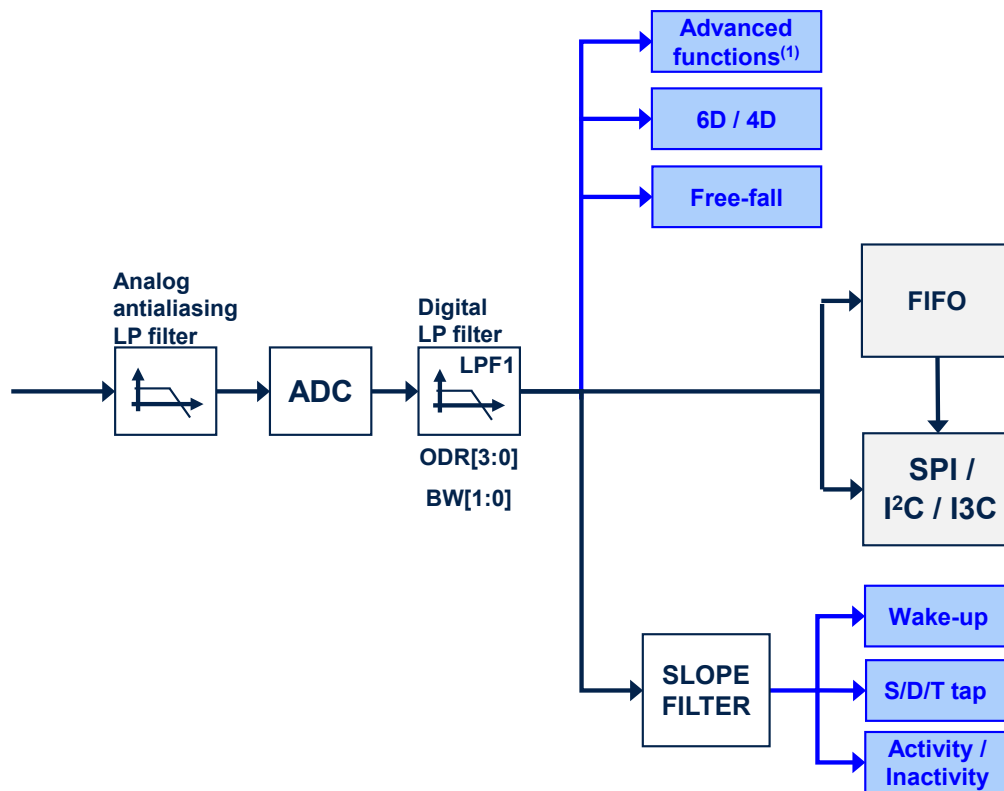 Advanced
functions(1)
6D / 4D
Free-fall
Analog
antialiasing
LP filter
Digital
LP filter
LPF1
ADC
ODR[3:0]
BW[1:0]
FIFO
SPI /
I²C / I3C
SLOPE
FILTER
Wake-up
S/D/T tap
Activity /
Inactivity